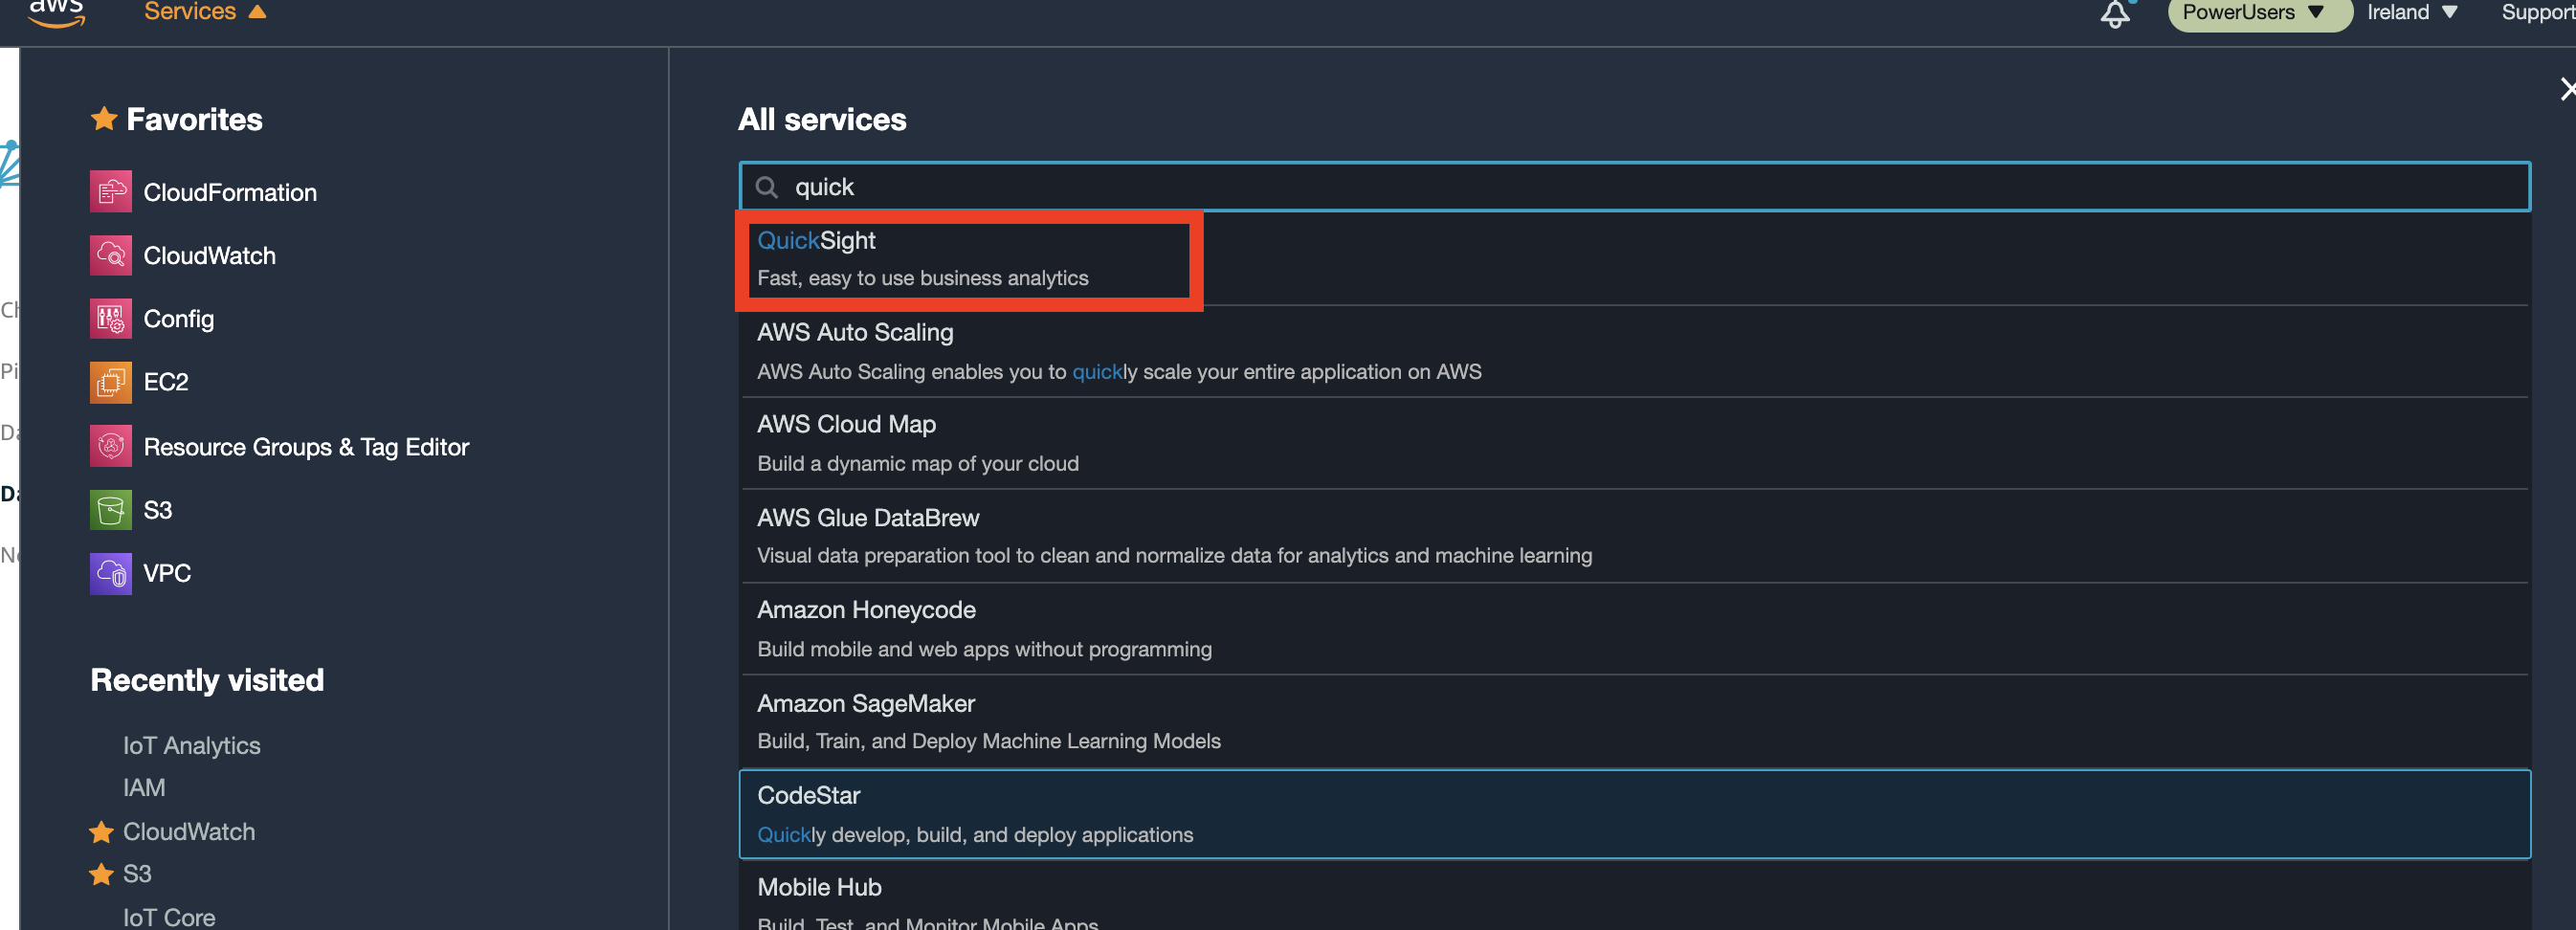 aws Services PowerUsers Ireland Support
Favorites
CloudFormation
CloudWatch
Config
EC2
Resource Groups & Tag Editor
S3
VPC
Recently visited
IoT Analytics
IAM
CloudWatch
S3
IoT Core
All services
quick
QuickSight
Fast, easy to use business analytics
AWS Auto Scaling
AWS Auto Scaling enables you to quickly scale your entire application on AWS
AWS Cloud Map
Build a dynamic map of your cloud
AWS Glue DataBrew
Visual data preparation tool to clean and normalize data for analytics and machine learning
Amazon Honeycode
Build mobile and web apps without programming
Amazon SageMaker
Build, Train, and Deploy Machine Learning Models
CodeStar
Quickly develop, build, and deploy applications
Mobile Hub
Build, Test, and Monitor Mobile Apps